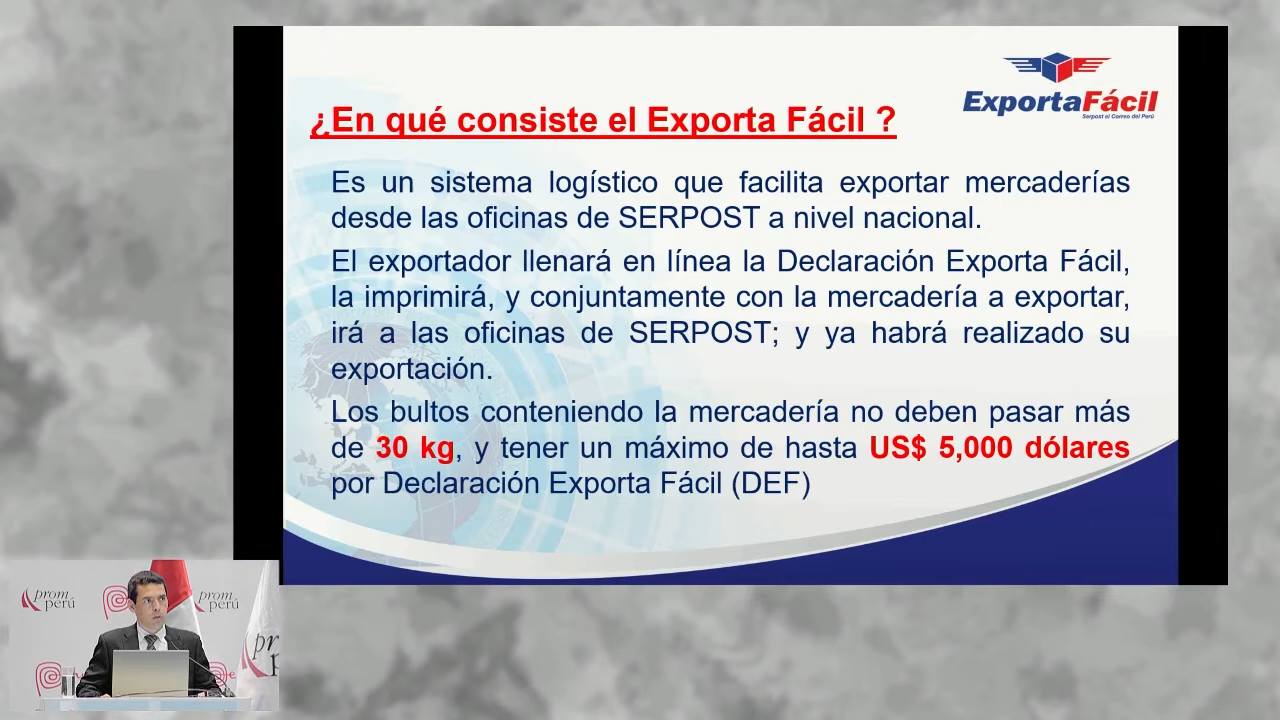 ExportaFácil
Serpost el Correo del Perú
¿En qué consiste el Exporta Fácil ?
Es un sistema logístico que facilita exportar mercaderías
desde las oficinas de SERPOST a nivel nacional.
El exportador llenará en línea la Declaración Exporta Fácil,
la imprimirá, y conjuntamente con la mercadería a exportar,
irá a las oficinas de SERPOST; y ya habrá realizado su
exportación.
Los bultos conteniendo la mercadería no deben pasar más
de 30 kg, y tener un máximo de hasta US$ 5,000 dólares
por Declaración Exporta Fácil (DEF)
prom
perú
prom
perú